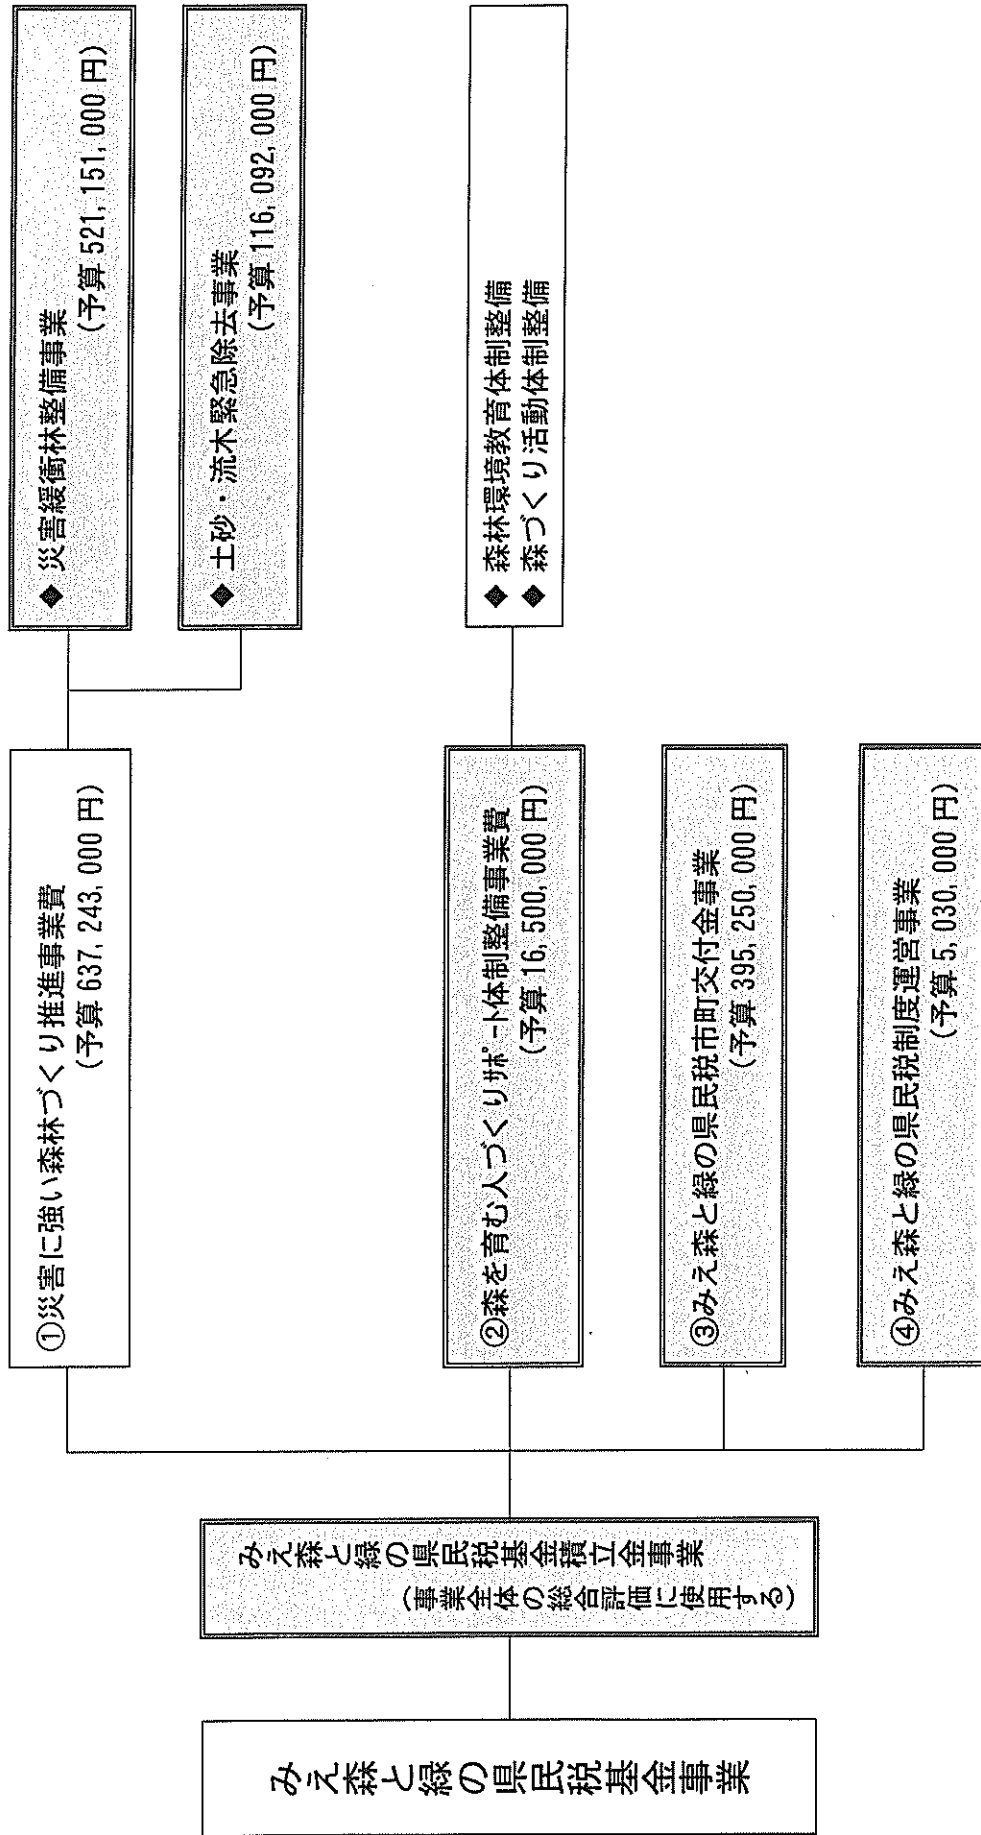 みえ森と緑の県民税基金事業
みえ森と緑の県民税基金積立金事業
(事業全体の総合評価に使用する)
①災害に強い森林づくり推進事業費
(予算 637,243,000 円)
◆ 災害緩衝林整備事業
(予算 521,151,000 円)
◆ 土砂・流木緊急除去事業
(予算 116,092,000 円)
②森を育む人づくりサポート体制整備事業費
(予算 16,500,000 円)
◆ 森林環境教育体制整備
◆ 森づくり活動体制整備
③みえ森と緑の県民税市町交付金事業
(予算 395,250,000 円)
④みえ森と緑の県民税制度運営事業
(予算 5,030,000 円)